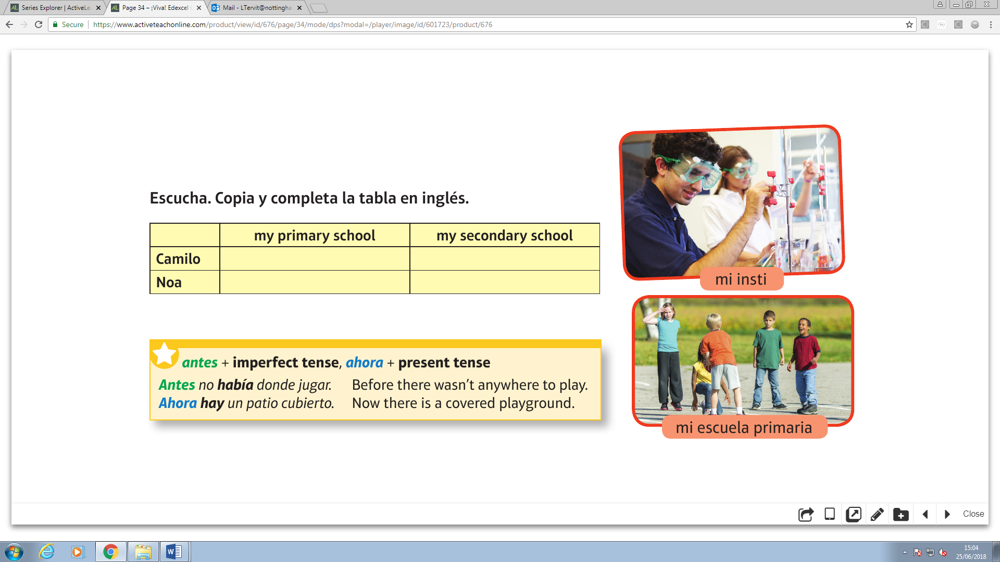 Series Explorer | ActiveLea
Page 34 – ¡Viva! Edexcel G
Mail - LTervit@nottingha
Secure
https://www.activeteachonline.com/product/view/id/676/page/34/mode/dps?modal=/player/image/id/601723/product/676
Escucha. Copia y completa la tabla en inglés.
my primary school my secondary school
Camilo
Noa
mi insti
antes + imperfect tense, ahora + present tense
Antes no había donde jugar. Before there wasn't anywhere to play.
Ahora hay un patio cubierto. Now there is a covered playground.
mi escuela primaria
Close
15:04
25/06/2018